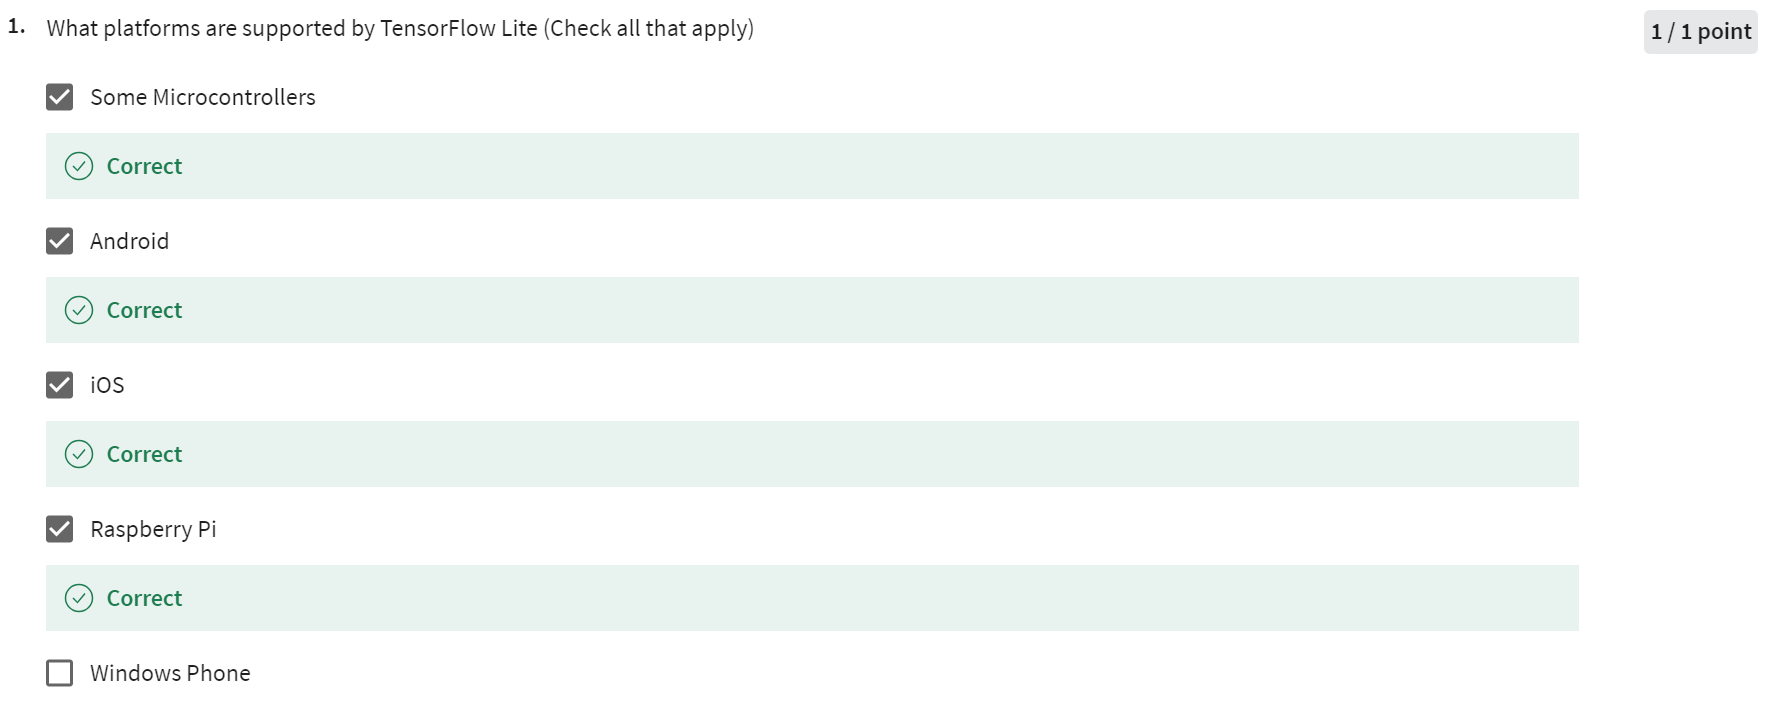 1. What platforms are supported by TensorFlow Lite (Check all that apply)
1 / 1 point
Some Microcontrollers
Correct
Android
Correct
iOS
Correct
Raspberry Pi
Correct
Windows Phone